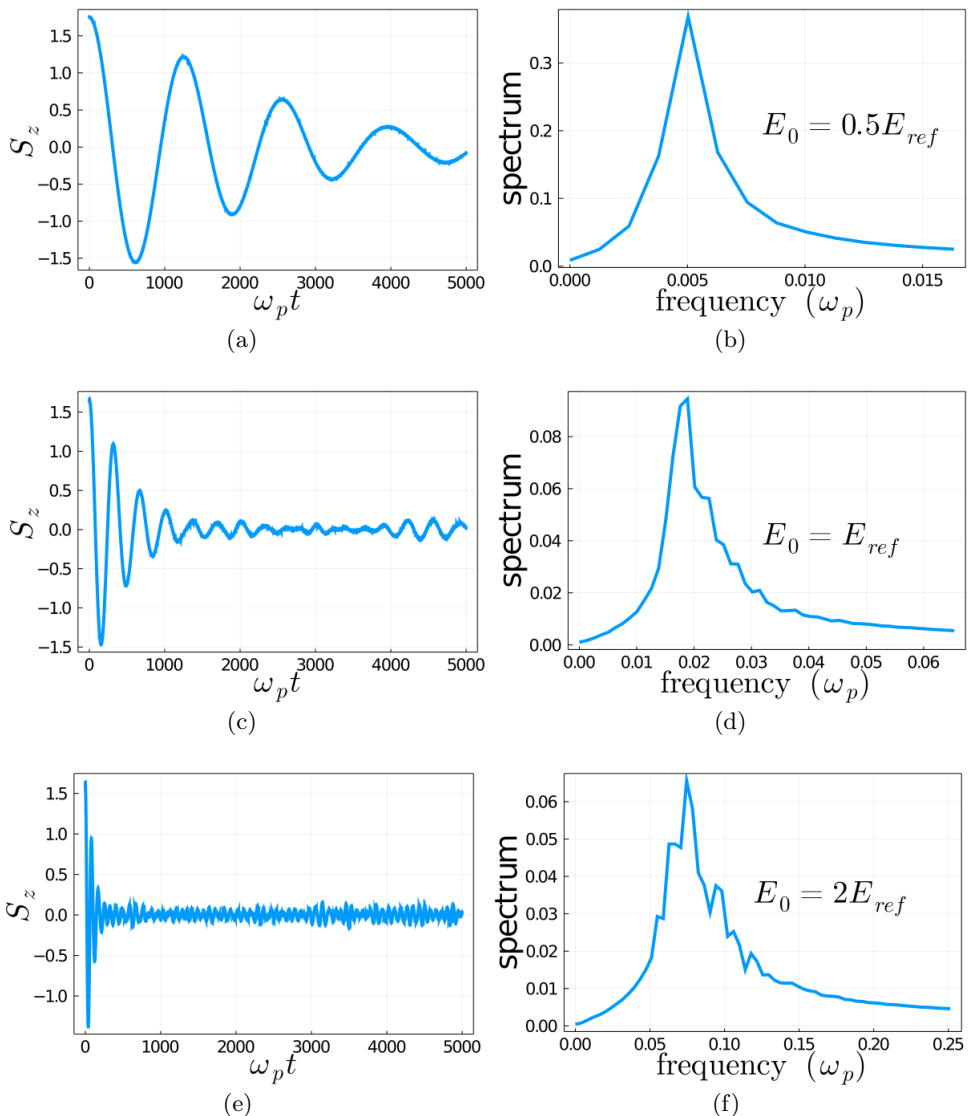 1.5
1.0
0.5
0.0
−0.5
−1.0
−1.5
S_z
0 1000 2000 3000 4000 5000
ω_p t
(a)
0.3
0.2
0.1
0.0
spectrum
E_0 = 0.5E_{ref}
0.000 0.005 0.010 0.015
frequency (ω_p)
(b)
1.5
1.0
0.5
0.0
−0.5
−1.0
−1.5
S_z
0 1000 2000 3000 4000 5000
ω_p t
(c)
0.08
0.06
0.04
0.02
0.00
spectrum
E_0 = E_{ref}
0.00 0.01 0.02 0.03 0.04 0.05 0.06
frequency (ω_p)
(d)
1.5
1.0
0.5
0.0
−0.5
−1.0
S_z
0 1000 2000 3000 4000 5000
ω_p t
(e)
0.06
0.05
0.04
0.03
0.02
0.01
0.00
spectrum
E_0 = 2E_{ref}
0.00 0.05 0.10 0.15 0.20 0.25
frequency (ω_p)
(f)